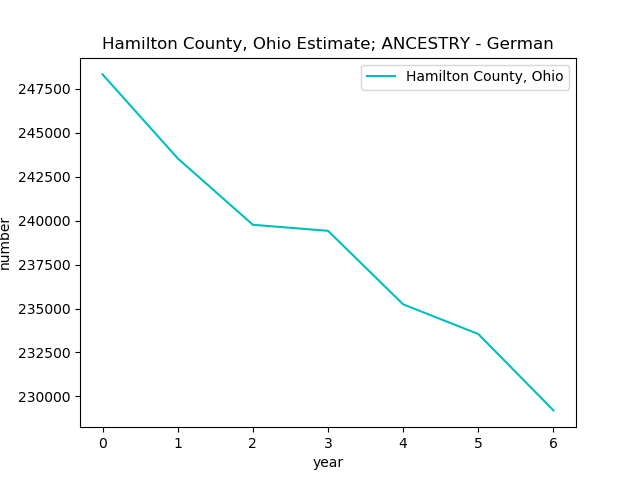 Hamilton County, Ohio Estimate; ANCESTRY - German
Hamilton County, Ohio
247500
245000
242500
240000
237500
235000
232500
230000
number
0 1 2 3 4 5 6
year